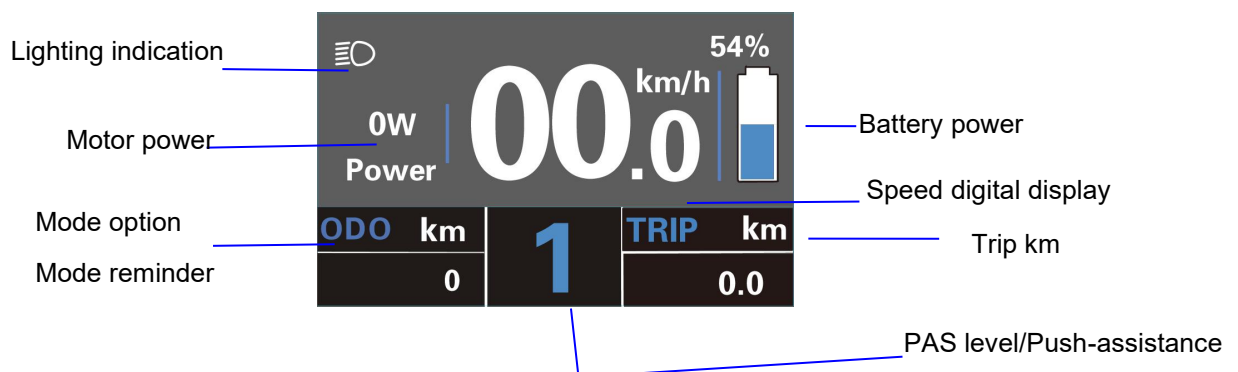 Lighting indication
Motor power
Mode option
Mode reminder
54%
km/h
00.0
0W
Power
ODO km
0
1
TRIP km
0.0
Battery power
Speed digital display
Trip km
PAS level/Push-assistance